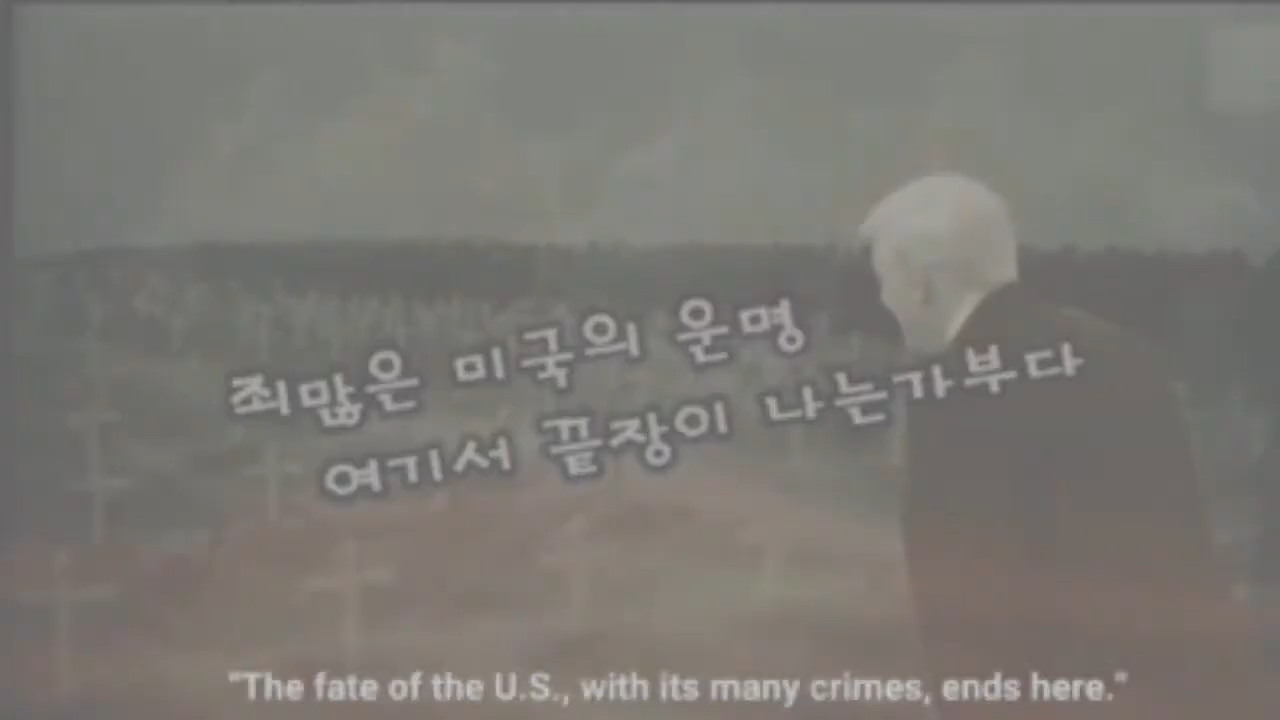 죄많은 미국의 운명
여기서 끝장이 나는가부다
"The fate of the U.S., with its many crimes, ends here."